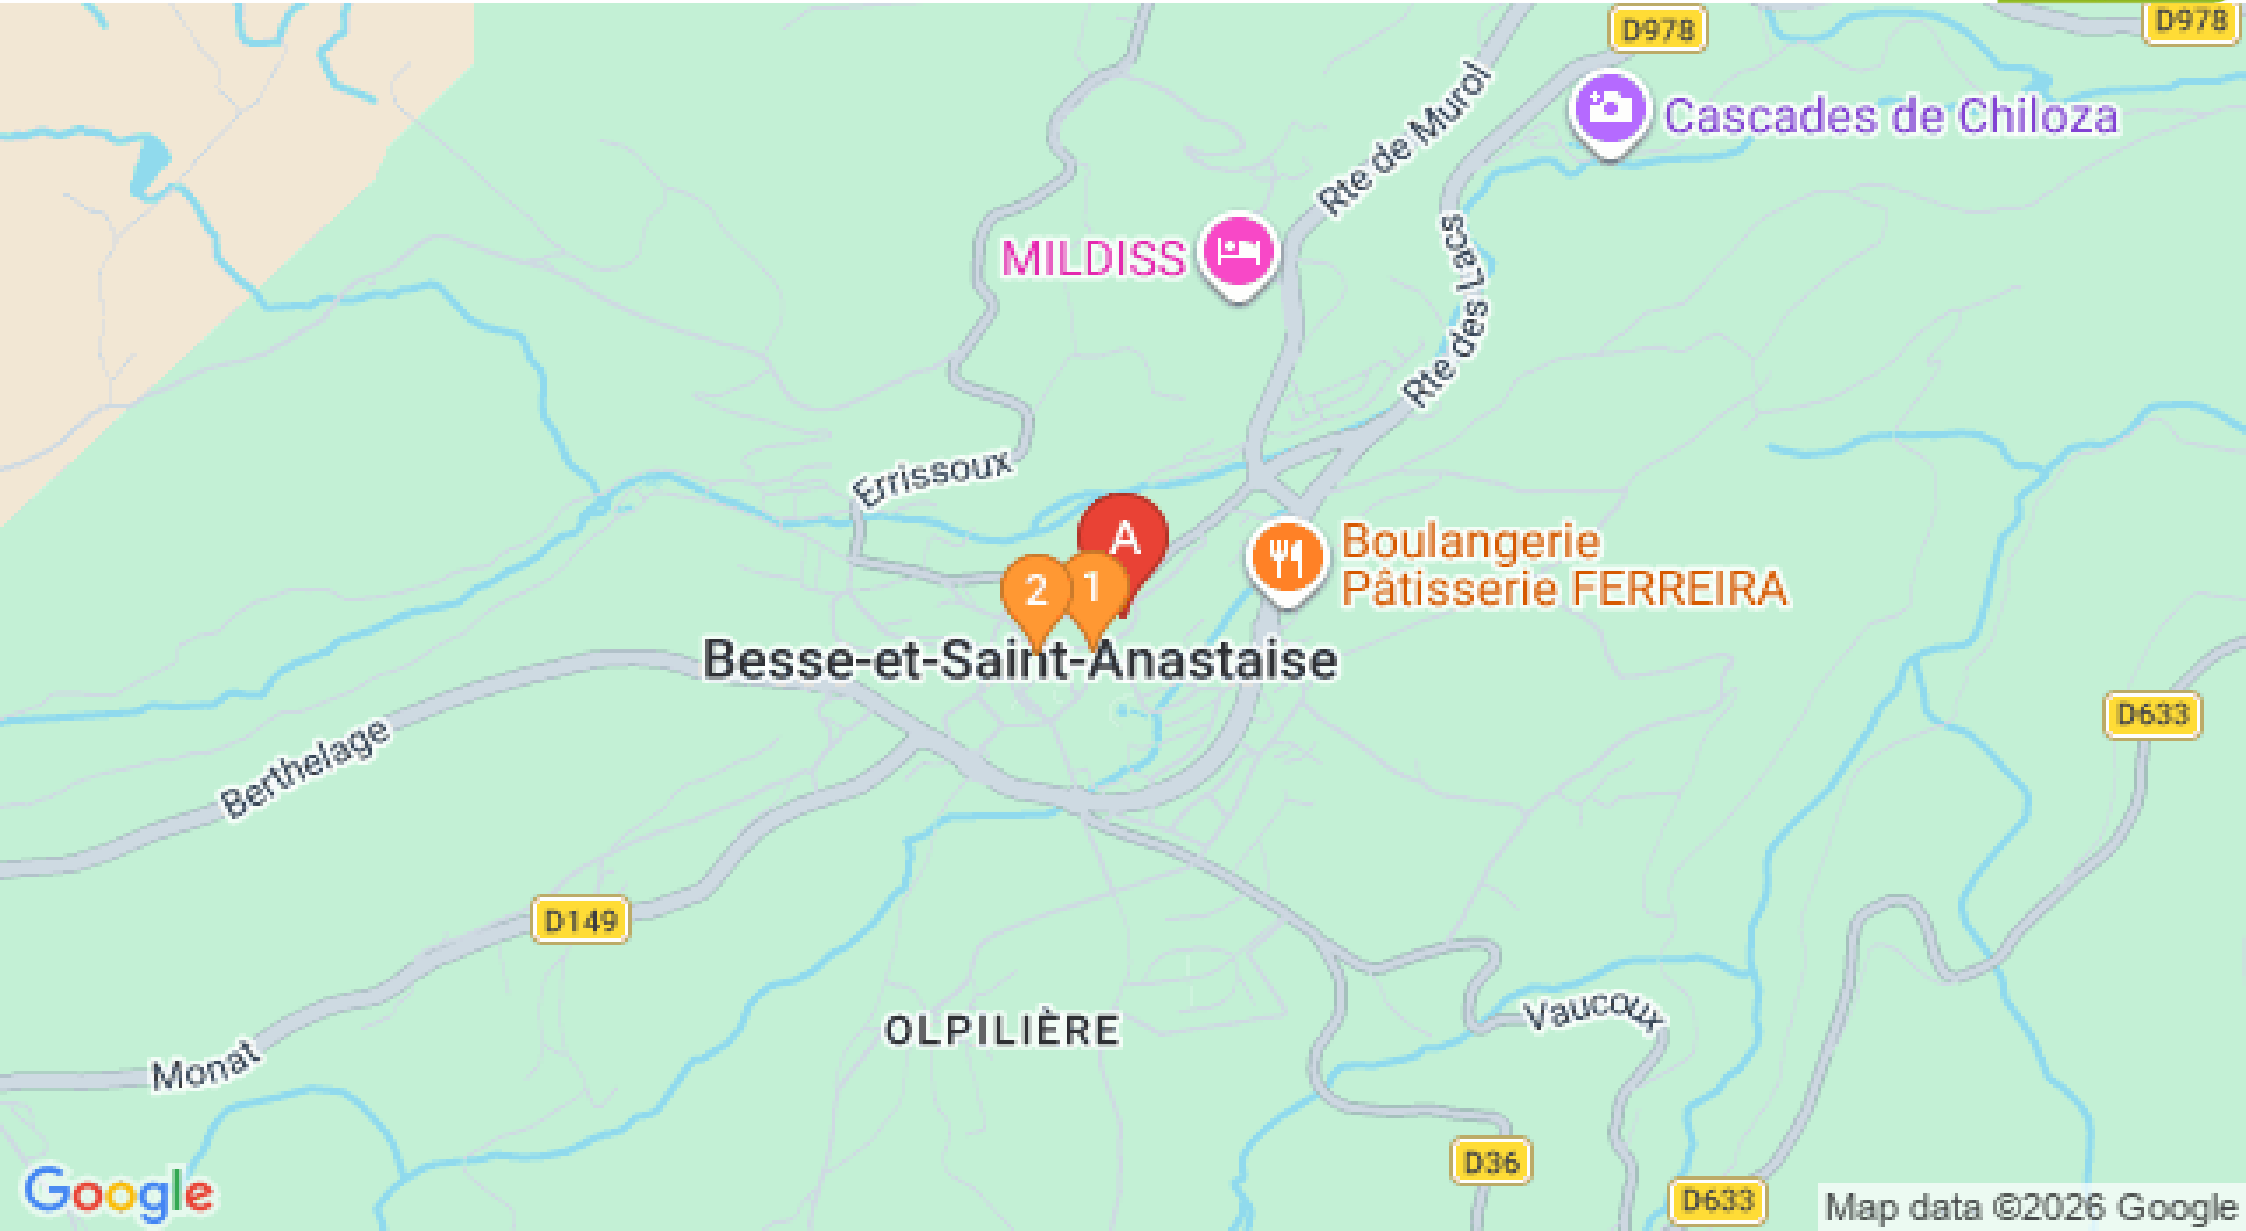 D978
D978
Rte de Murol
Cascades de Chiloza
MILDISS
Rte des Lacs
Errissoux
A
Boulangerie
Pâtisserie FERREIRA
2
1
Besse-et-Saint-Anastaise
D633
Berthelage
D149
Vaucoux
OLPILIÈRE
Monat
D36
Google
D633
Map data ©2026 Google